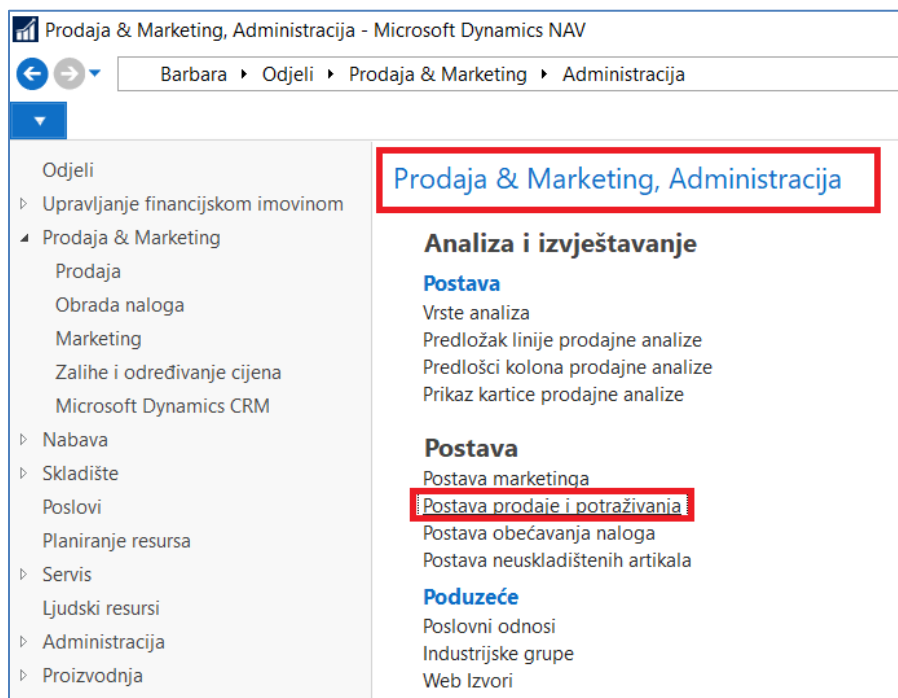 Prodaja & Marketing, Administracija - Microsoft Dynamics NAV
Barbara ▸ Odjeli ▸ Prodaja & Marketing ▸ Administracija
Odjeli
Upravljanje financijskom imovinom
Prodaja & Marketing
Prodaja
Obrada naloga
Marketing
Zalihe i određivanje cijena
Microsoft Dynamics CRM
Nabava
Skladište
Poslovi
Planiranje resursa
Servis
Ljudski resursi
Administracija
Proizvodnja
Prodaja & Marketing, Administracija
Analiza i izvještavanje
Postava
Vrste analiza
Predložak linije prodajne analize
Predlošci kolona prodajne analize
Prikaz kartice prodajne analize
Postava
Postava marketinga
Postava prodaje i potraživanja
Postava obećavanja naloga
Postava neuskladištenih artikala
Poduzeće
Poslovni odnosi
Industrijske grupe
Web Izvori